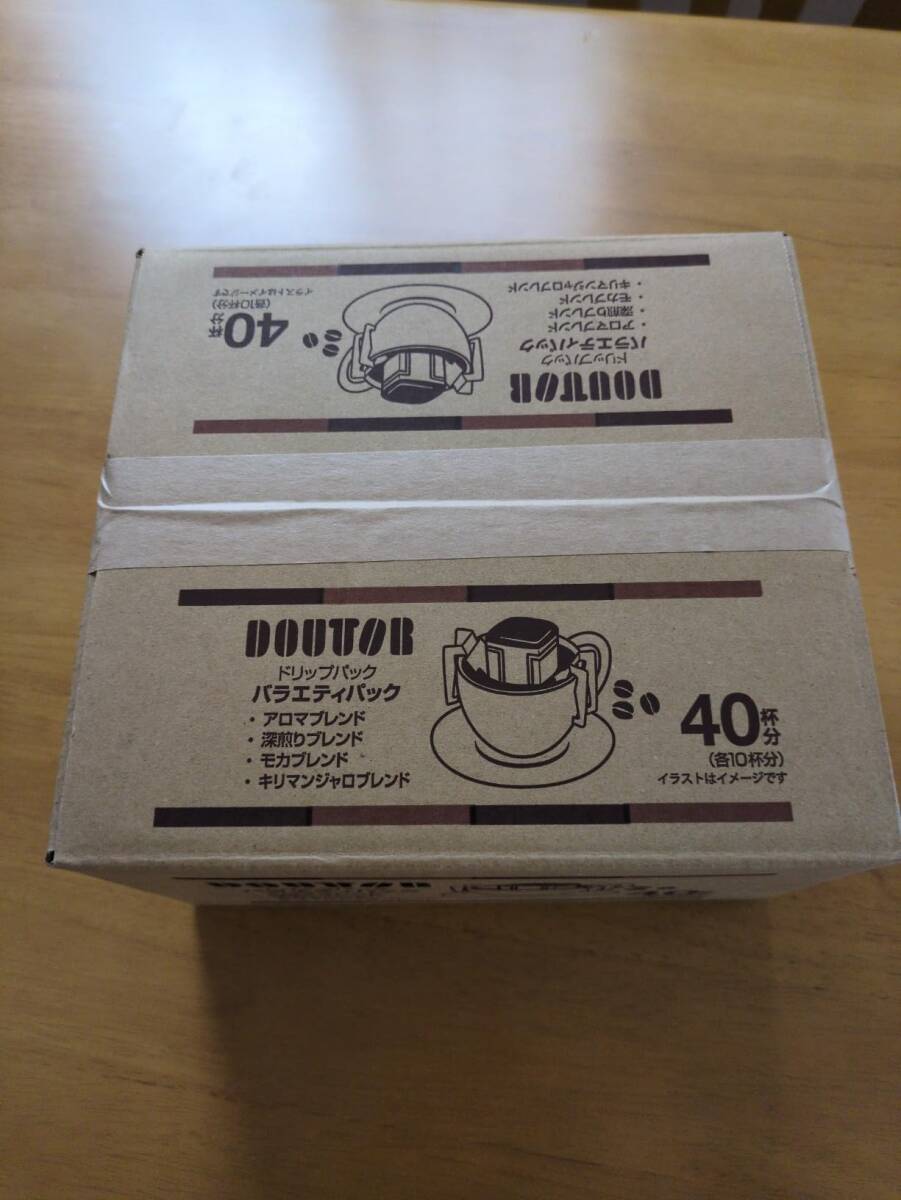 DOUTOR
ドリップパック
バラエティパック
・アロマブレンド
・深煎りブレンド
・モカブレンド
・キリマンジャロブレンド
40杯分
(各10杯分)
イラストはイメージです
DOUTOR
ドリップパック
バラエティパック
・アロマブレンド
・深煎りブレンド
・モカブレンド
・キリマンジャロブレンド
40杯分
(各10杯分)
イラストはイメージです
DOUTOR